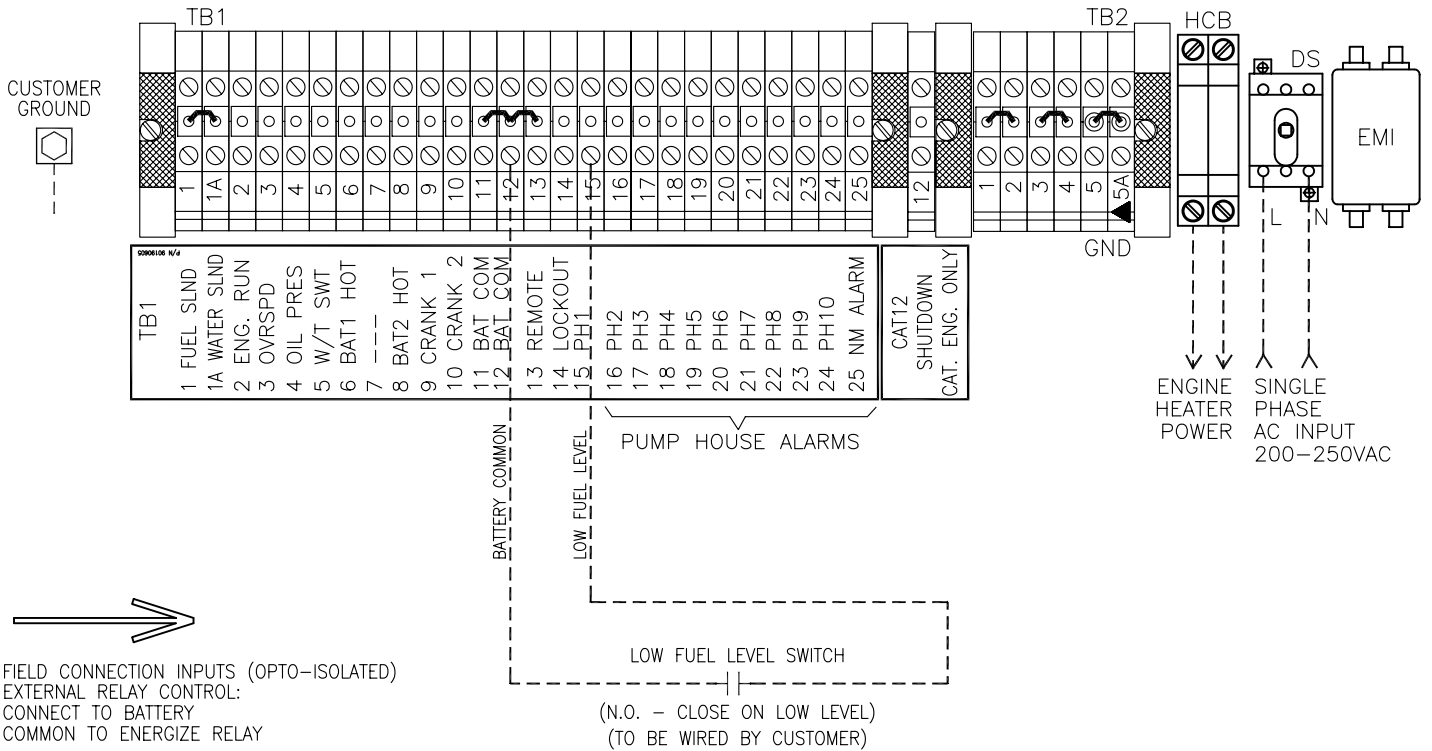 TB1
TB2
HCB
DS
CUSTOMER
GROUND
EMI
1 1A 2 3 4 5 6 7 8 9 10 11 12 13 14 15 16 17 18 19 20 21 22 23 24 25
12
1 2 3 4 5 5A
L
N
GND
P/N 90190805
TB1
1 FUEL SLND
1A WATER SLND
2 ENG. RUN
3 OVRSPD
4 OIL PRES
5 W/T SWT
6 BAT1 HOT
7 ---
8 BAT2 HOT
9 CRANK 1
10 CRANK 2
11 BAT COM
12 BAT COM
13 REMOTE
14 LOCKOUT
15 PH1
16 PH2
17 PH3
18 PH4
19 PH5
20 PH6
21 PH7
22 PH8
23 PH9
24 PH10
25 NM ALARM
CAT12
SHUTDOWN
CAT. ENG. ONLY
ENGINE
HEATER
POWER
SINGLE
PHASE
AC INPUT
200-250VAC
PUMP HOUSE ALARMS
BATTERY COMMON
LOW FUEL LEVEL
LOW FUEL LEVEL SWITCH
(N.O. - CLOSE ON LOW LEVEL)
(TO BE WIRED BY CUSTOMER)
FIELD CONNECTION INPUTS (OPTO-ISOLATED)
EXTERNAL RELAY CONTROL:
CONNECT TO BATTERY
COMMON TO ENERGIZE RELAY